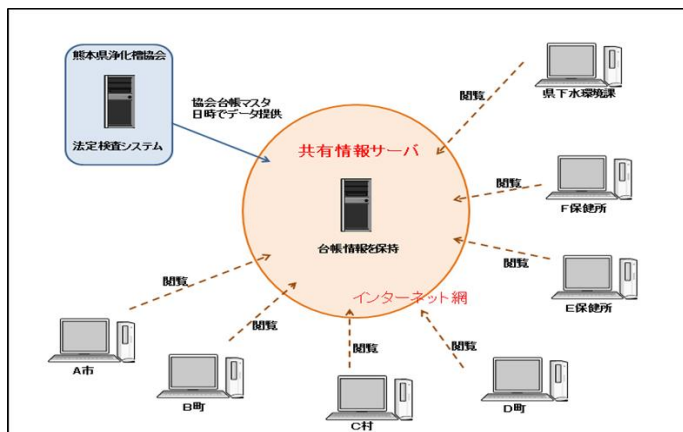 熊本県浄化槽協会
法定検査システム
協会台帳マスタ
日時でデータ提供
共有情報サーバ
台帳情報を保持
インターネット網
閲覧
県下水環境課
閲覧
F保健所
閲覧
E保健所
閲覧
A市
閲覧
B町
閲覧
C村
閲覧
D町